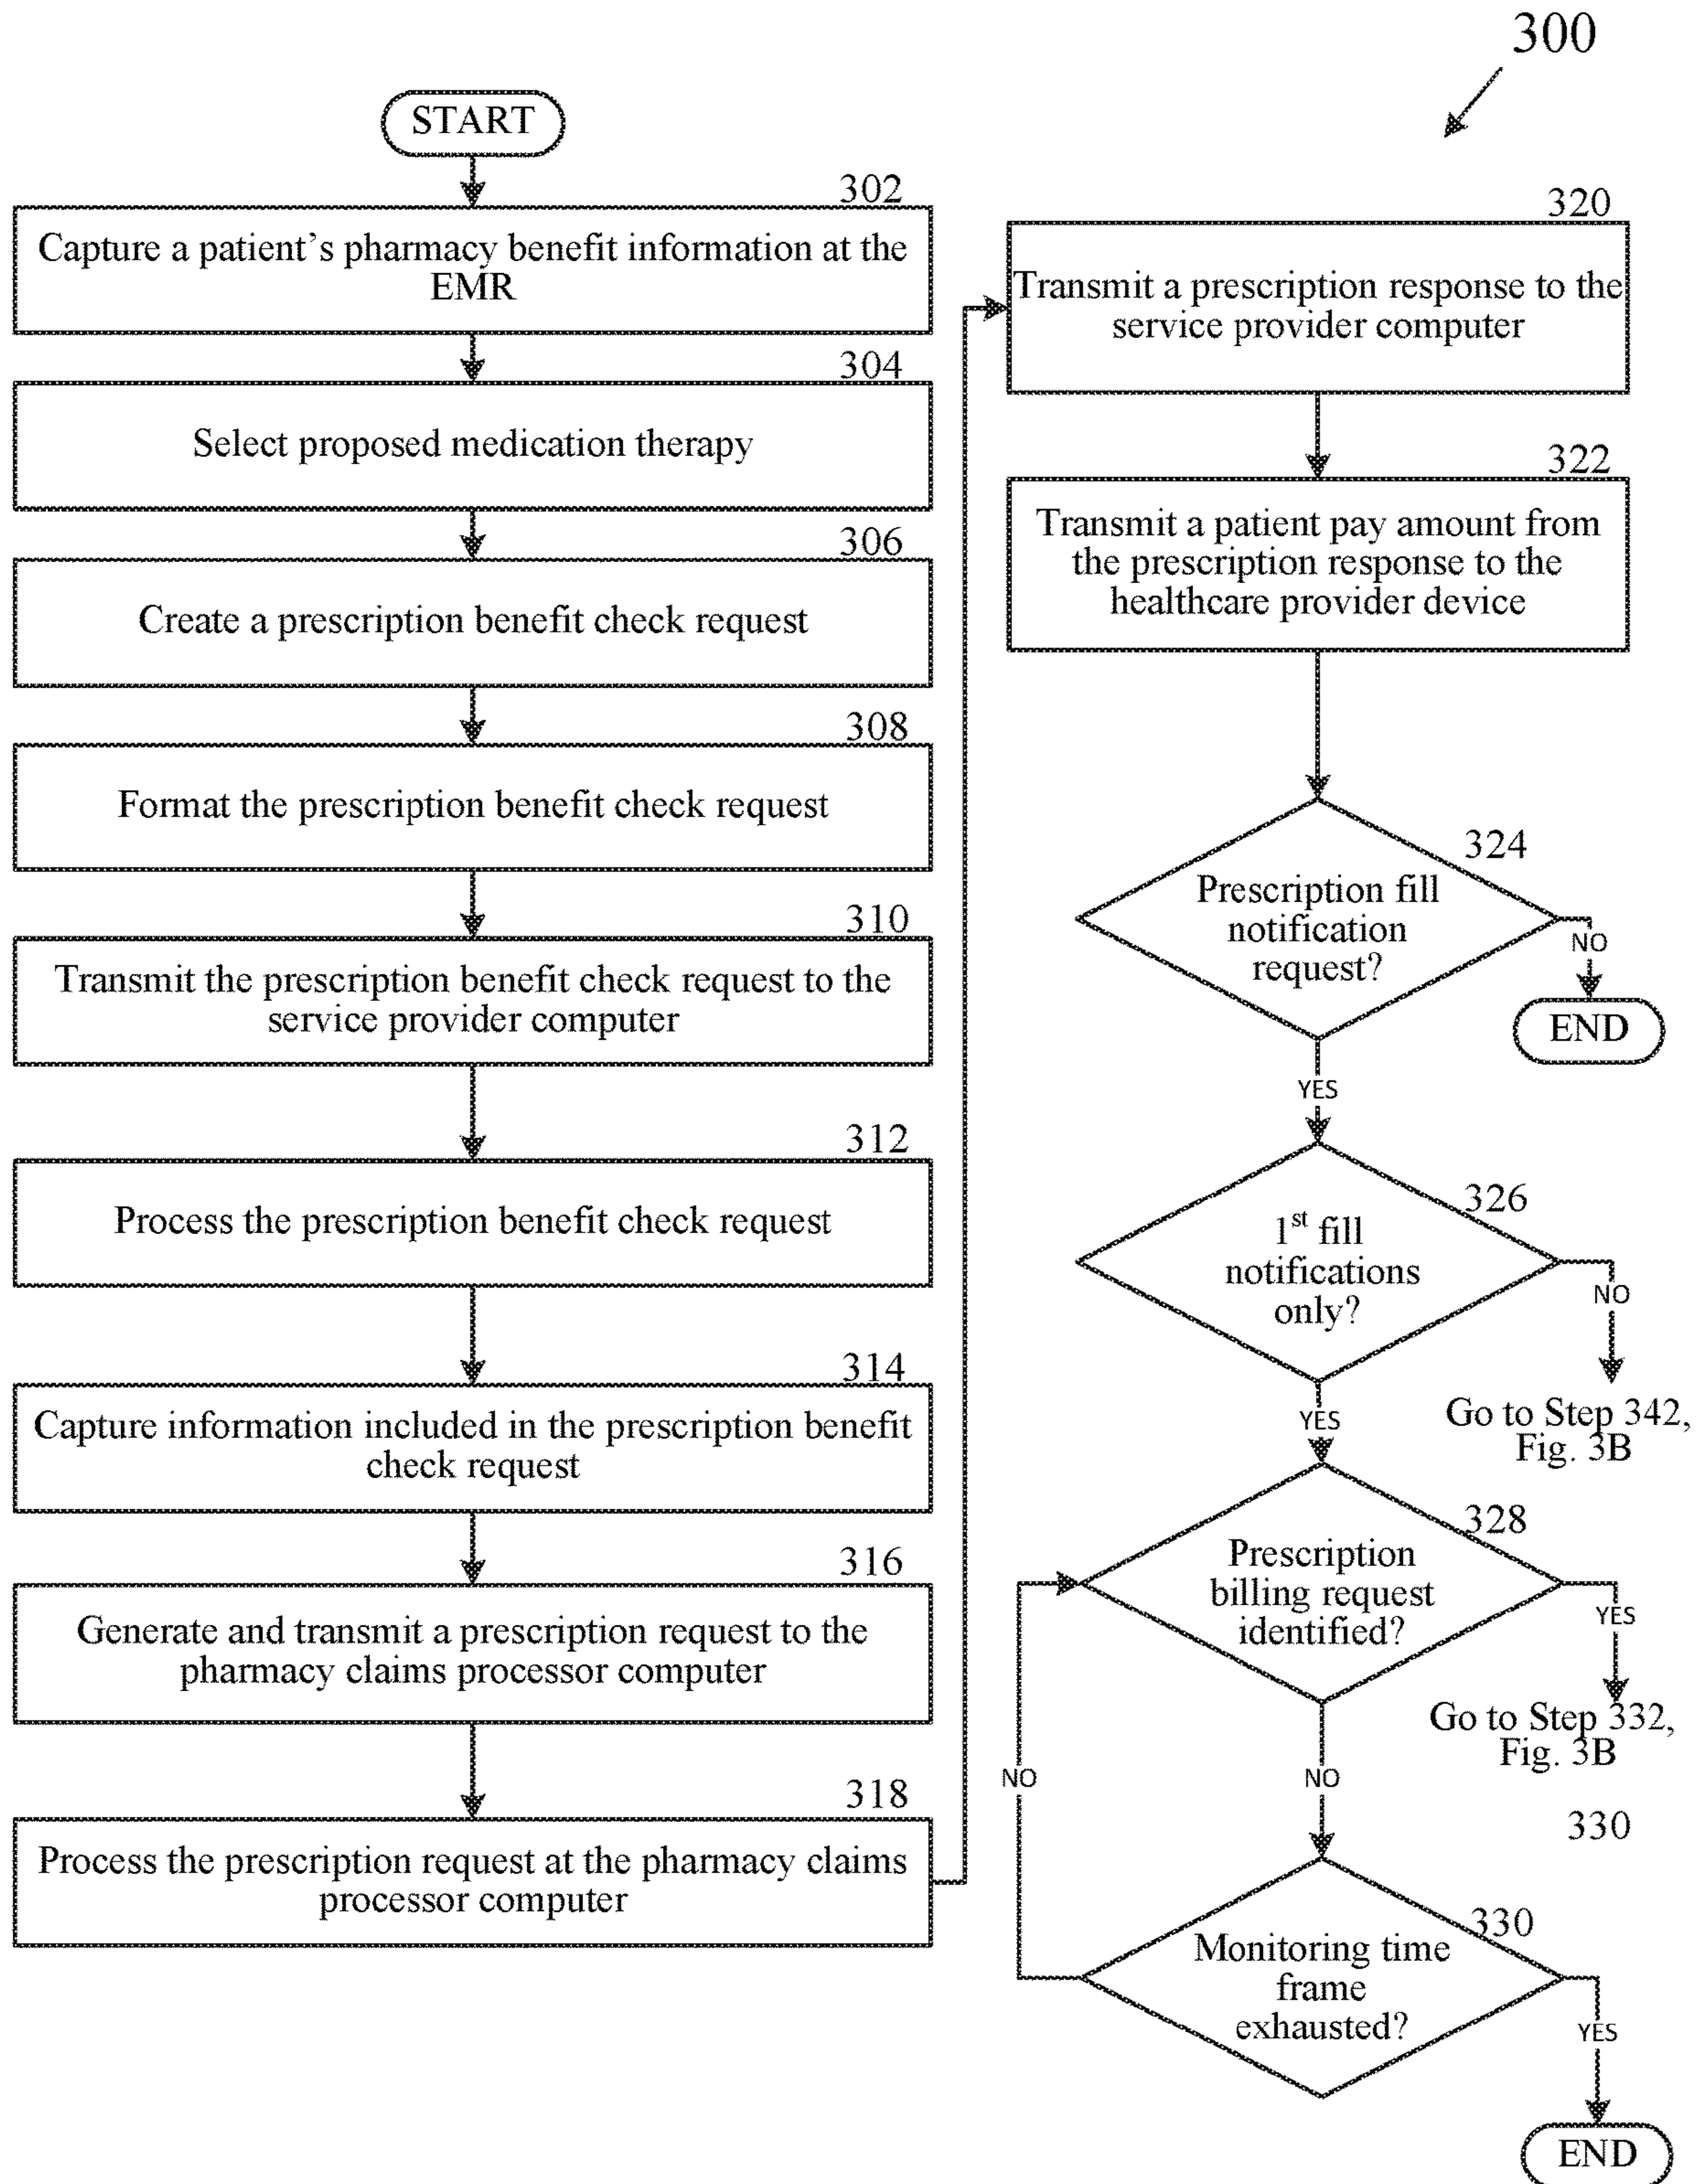 300
START
302
Capture a patient's pharmacy benefit information at the
EMR
304
Select proposed medication therapy
306
Create a prescription benefit check request
308
Format the prescription benefit check request
310
Transmit the prescription benefit check request to the
service provider computer
312
Process the prescription benefit check request
314
Capture information included in the prescription benefit
check request
316
Generate and transmit a prescription request to the
pharmacy claims processor computer
318
Process the prescription request at the pharmacy claims
processor computer
320
Transmit a prescription response to the
service provider computer
322
Transmit a patient pay amount from
the prescription response to the
healthcare provider device
324
Prescription fill
notification
request?
NO
END
YES
326
1st fill
notifications
only?
NO
Go to Step 342,
Fig. 3B
YES
328
Prescription
billing request
identified?
YES
Go to Step 332,
Fig. 3B
NO
NO
330
330
Monitoring time
frame
exhausted?
YES
END